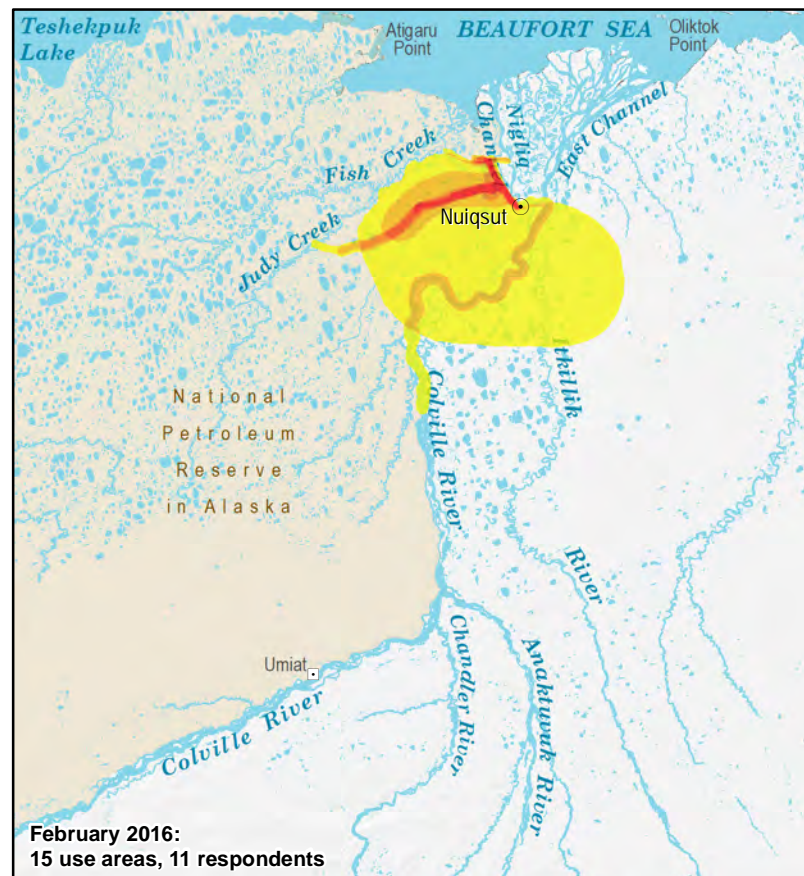 Teshekpuk
Lake
Atigaru
Point
BEAUFORT SEA
Oliktok
Point
Nigliq
Chan
East Channel
Fish Creek
Judy Creek
Nuiqsut
Itkillik
River
National
Petroleum
Reserve
in Alaska
Colville River
Umiat
Colville River
Chandler River
Anaktuvuk River
February 2016:
15 use areas, 11 respondents